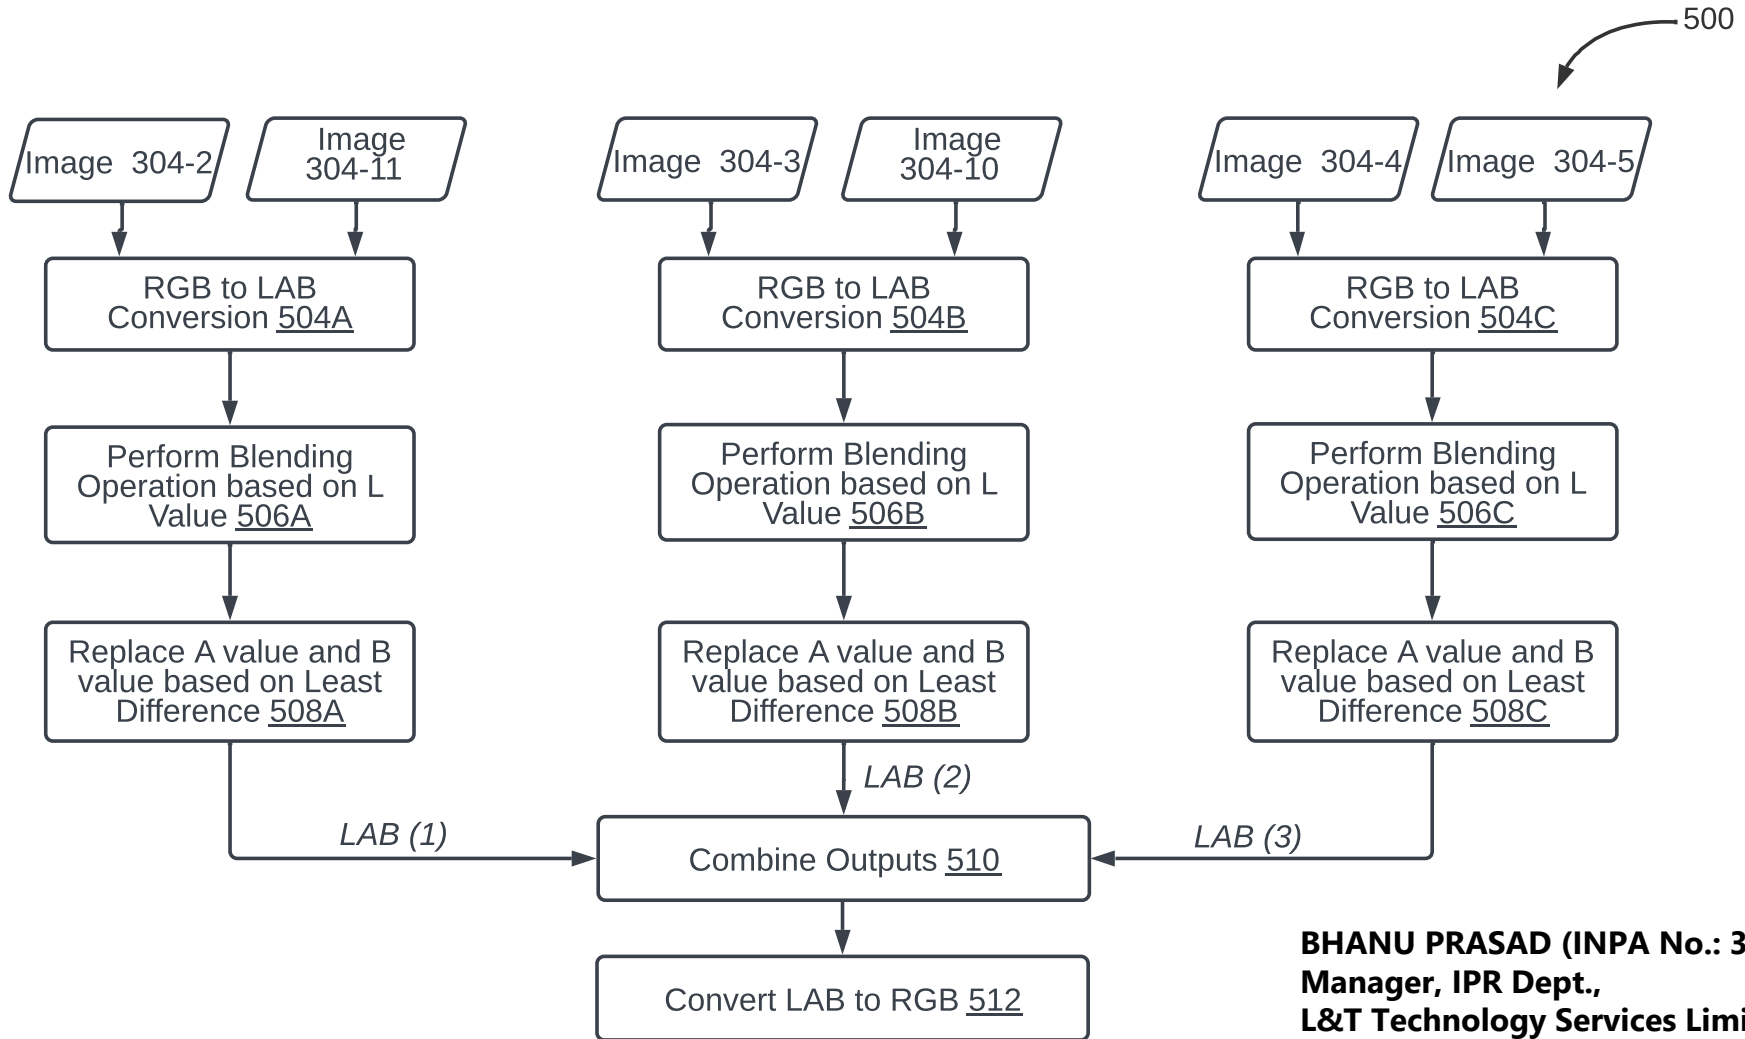 500
Image 304-2
Image
304-11
Image 304-3
Image
304-10
Image 304-4
Image 304-5
RGB to LAB
Conversion 504A
RGB to LAB
Conversion 504B
RGB to LAB
Conversion 504C
Perform Blending
Operation based on L
Value 506A
Perform Blending
Operation based on L
Value 506B
Perform Blending
Operation based on L
Value 506C
Replace A value and B
value based on Least
Difference 508A
Replace A value and B
value based on Least
Difference 508B
Replace A value and B
value based on Least
Difference 508C
LAB (2)
LAB (1)
LAB (3)
Combine Outputs 510
Convert LAB to RGB 512
BHANU PRASAD (INPA No.: 3
Manager, IPR Dept.,
L&T Technology Services